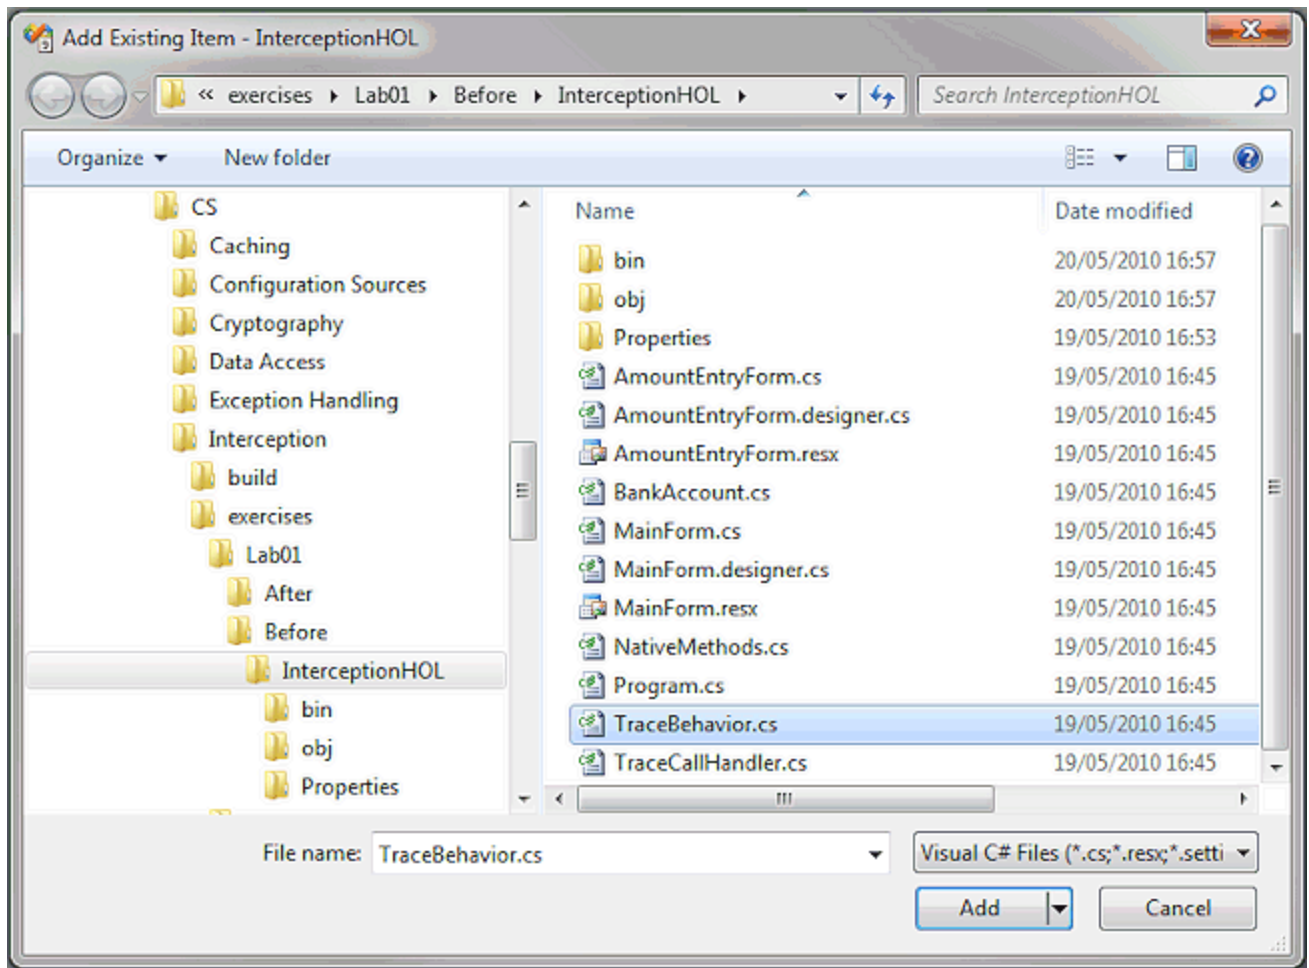 Add Existing Item - InterceptionHOL
« exercises Lab01 Before InterceptionHOL
Search InterceptionHOL
Organize New folder
CS
Caching
Configuration Sources
Cryptography
Data Access
Exception Handling
Interception
build
exercises
Lab01
After
Before
InterceptionHOL
bin
obj
Properties
Name Date modified
bin 20/05/2010 16:57
obj 20/05/2010 16:57
Properties 19/05/2010 16:53
AmountEntryForm.cs 19/05/2010 16:45
AmountEntryForm.designer.cs 19/05/2010 16:45
AmountEntryForm.resx 19/05/2010 16:45
BankAccount.cs 19/05/2010 16:45
MainForm.cs 19/05/2010 16:45
MainForm.designer.cs 19/05/2010 16:45
MainForm.resx 19/05/2010 16:45
NativeMethods.cs 19/05/2010 16:45
Program.cs 19/05/2010 16:45
TraceBehavior.cs 19/05/2010 16:45
TraceCallHandler.cs 19/05/2010 16:45
File name: TraceBehavior.cs
Visual C# Files (*.cs;*.resx;*.setti
Add Cancel